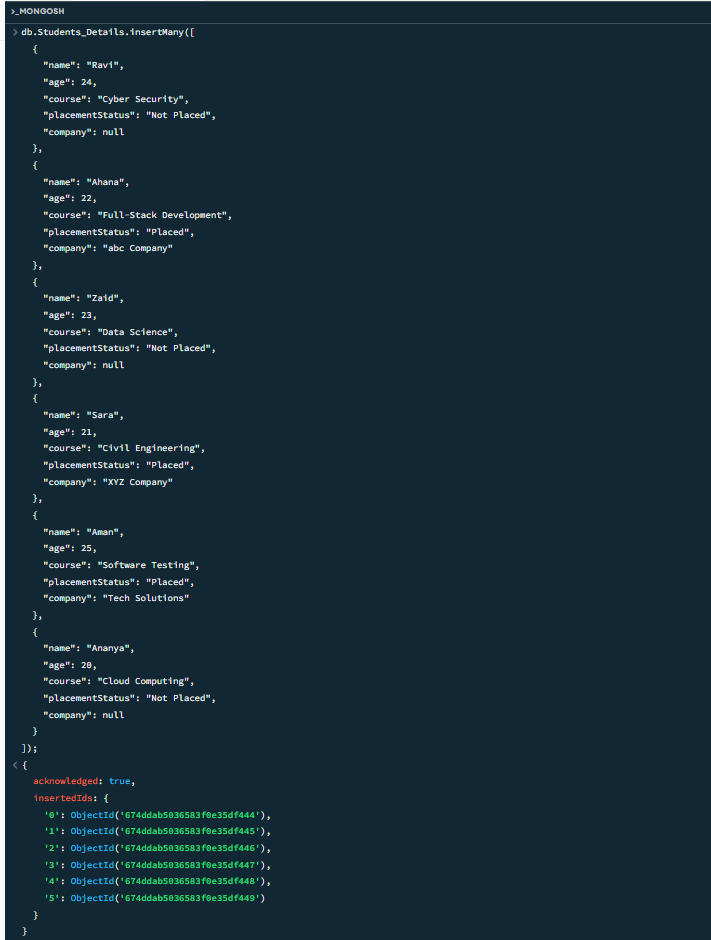 >_MONGOSH
> db.Students_Details.insertMany([
{
"name": "Ravi",
"age": 24,
"course": "Cyber Security",
"placementStatus": "Not Placed",
"company": null
},
{
"name": "Ahana",
"age": 22,
"course": "Full-Stack Development",
"placementStatus": "Placed",
"company": "abc Company"
},
{
"name": "Zaid",
"age": 23,
"course": "Data Science",
"placementStatus": "Not Placed",
"company": null
},
{
"name": "Sara",
"age": 21,
"course": "Civil Engineering",
"placementStatus": "Placed",
"company": "XYZ Company"
},
{
"name": "Aman",
"age": 25,
"course": "Software Testing",
"placementStatus": "Placed",
"company": "Tech Solutions"
},
{
"name": "Ananya",
"age": 20,
"course": "Cloud Computing",
"placementStatus": "Not Placed",
"company": null
}
]);
< {
acknowledged: true,
insertedIds: {
'0': ObjectId('674ddab5036583f0e35df444'),
'1': ObjectId('674ddab5036583f0e35df445'),
'2': ObjectId('674ddab5036583f0e35df446'),
'3': ObjectId('674ddab5036583f0e35df447'),
'4': ObjectId('674ddab5036583f0e35df448'),
'5': ObjectId('674ddab5036583f0e35df449')
}
}